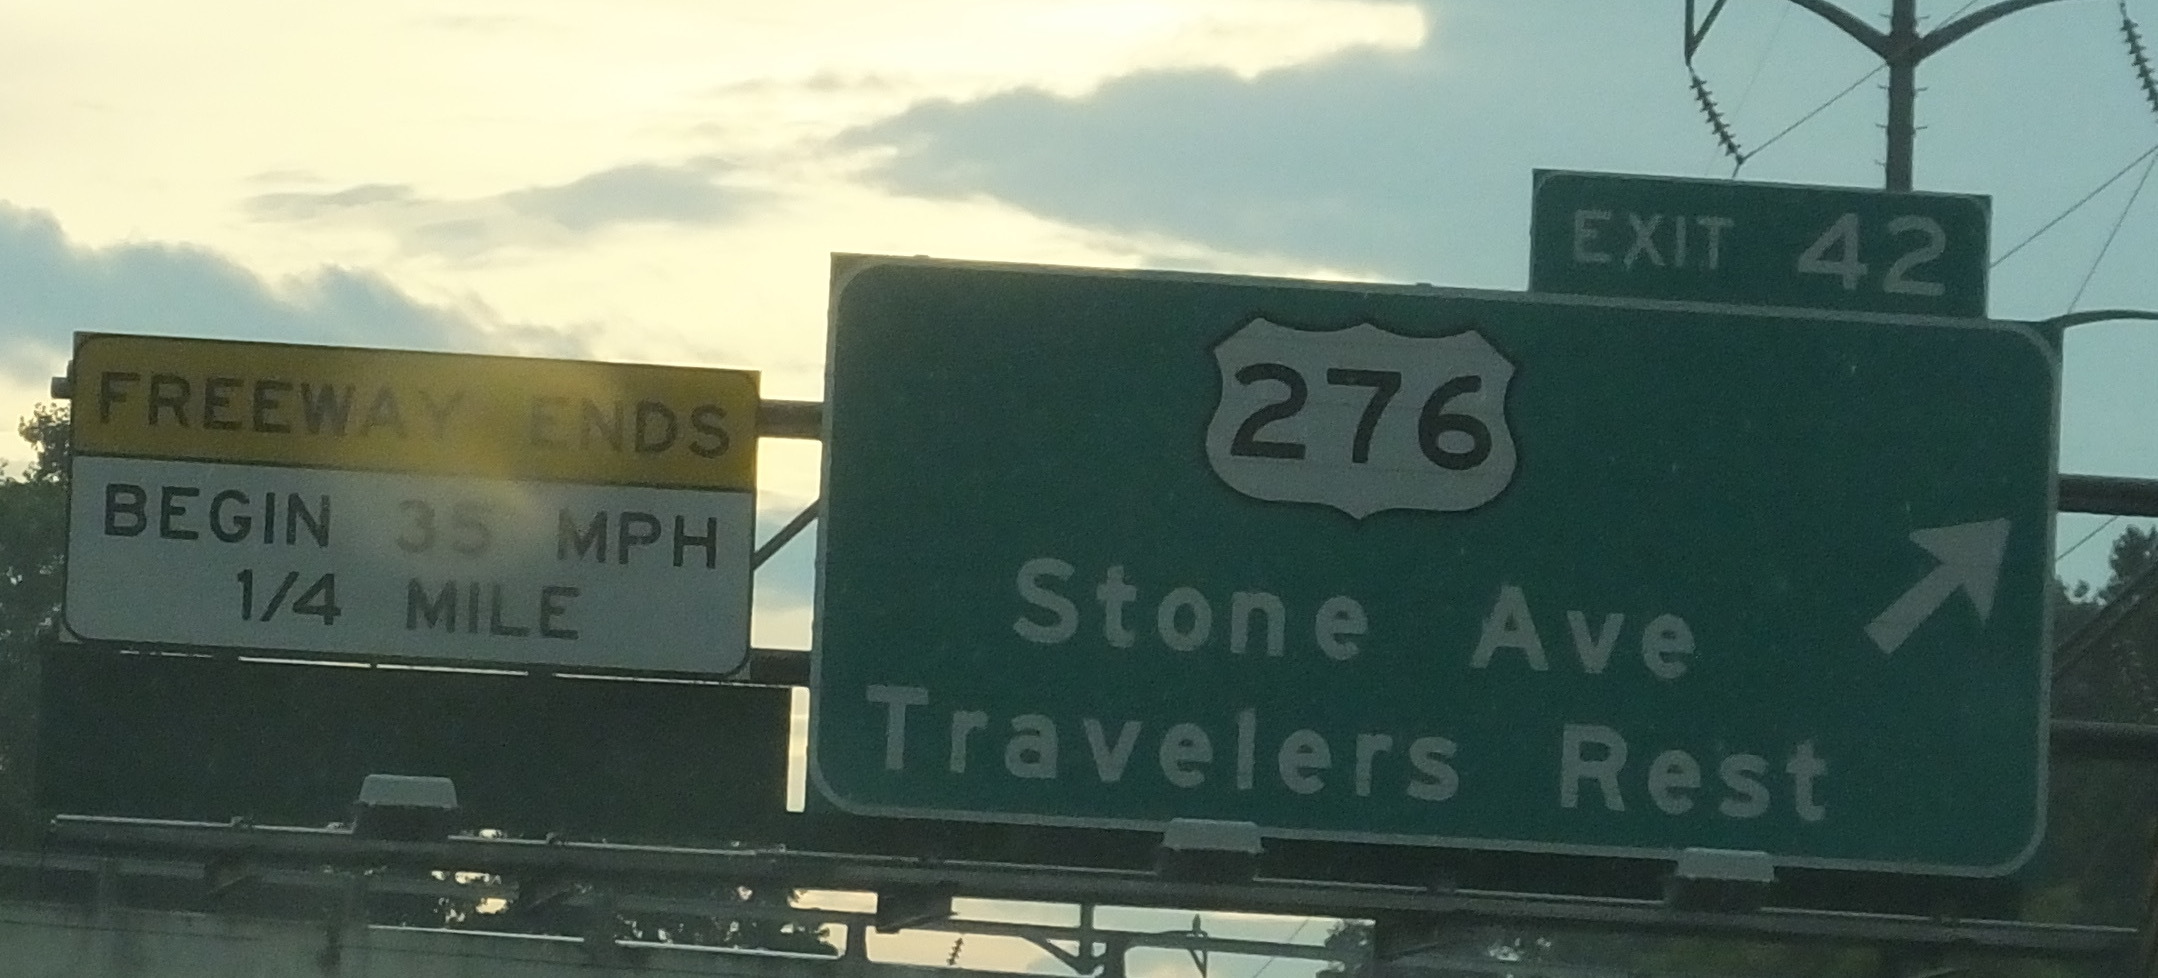 FREEWAY ENDS
BEGIN 35 MPH
1/4 MILE
EXIT 42
276
Stone Ave
Travelers Rest